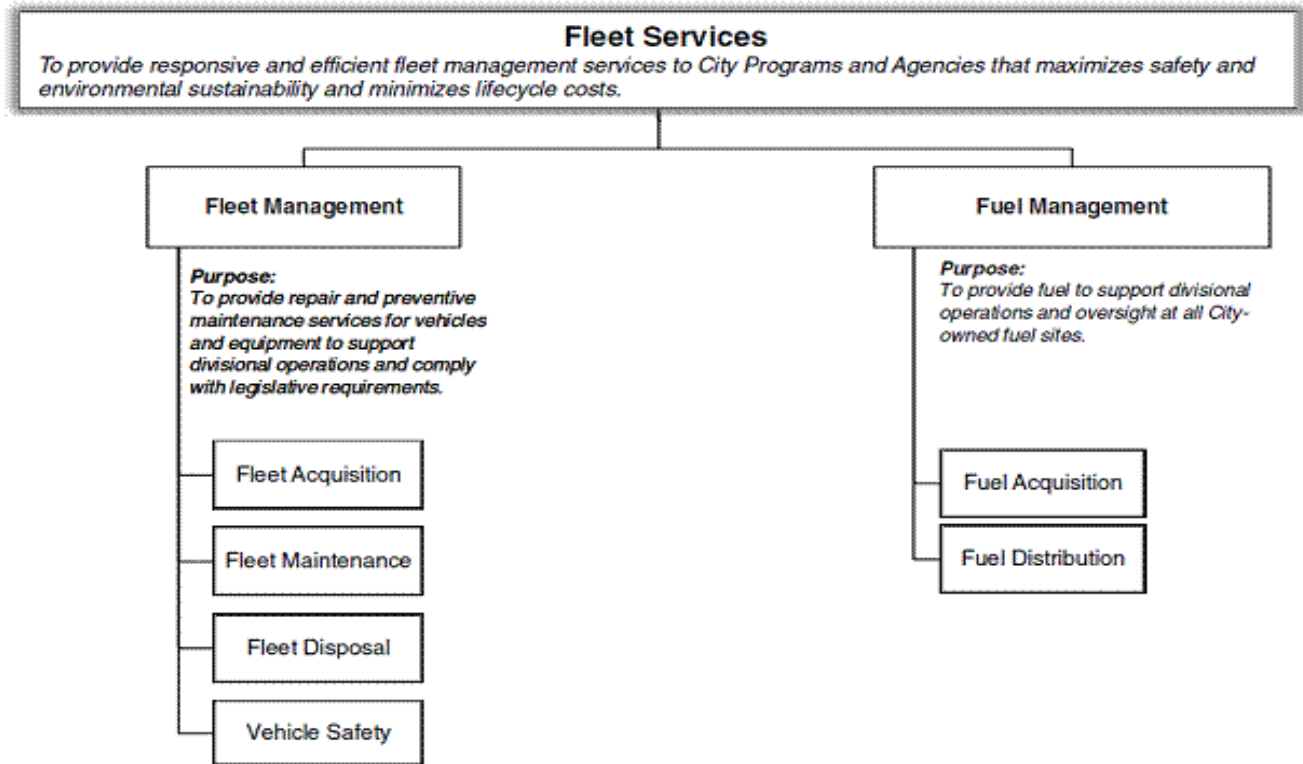 Fleet Services
To provide responsive and efficient fleet management services to City Programs and Agencies that maximizes safety and
environmental sustainability and minimizes lifecycle costs.
Fleet Management
Purpose:
To provide repair and preventive
maintenance services for vehicles
and equipment to support
divisional operations and comply
with legislative requirements.
Fleet Acquisition
Fleet Maintenance
Fleet Disposal
Vehicle Safety
Fuel Management
Purpose:
To provide fuel to support divisional
operations and oversight at all City-
owned fuel sites.
Fuel Acquisition
Fuel Distribution